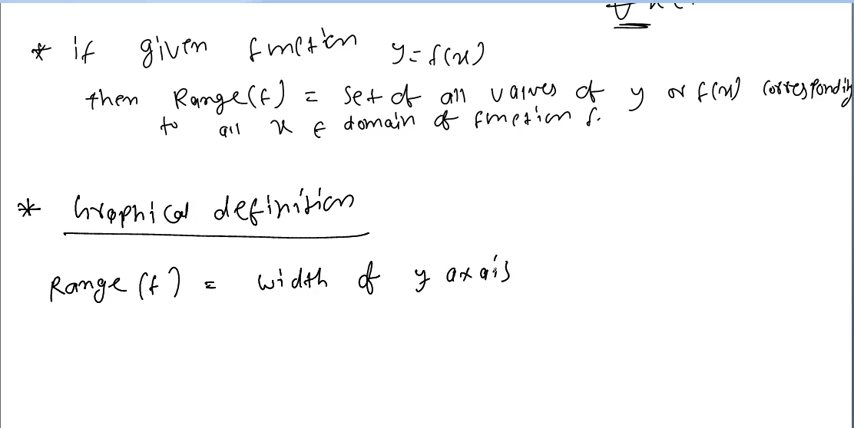 * if given function y=f(x)
then Range(f) = set of all values of y or f(x) corresponding
to all x ∈ domain of function f.
* Graphical definition
Range (f) = width of y axais